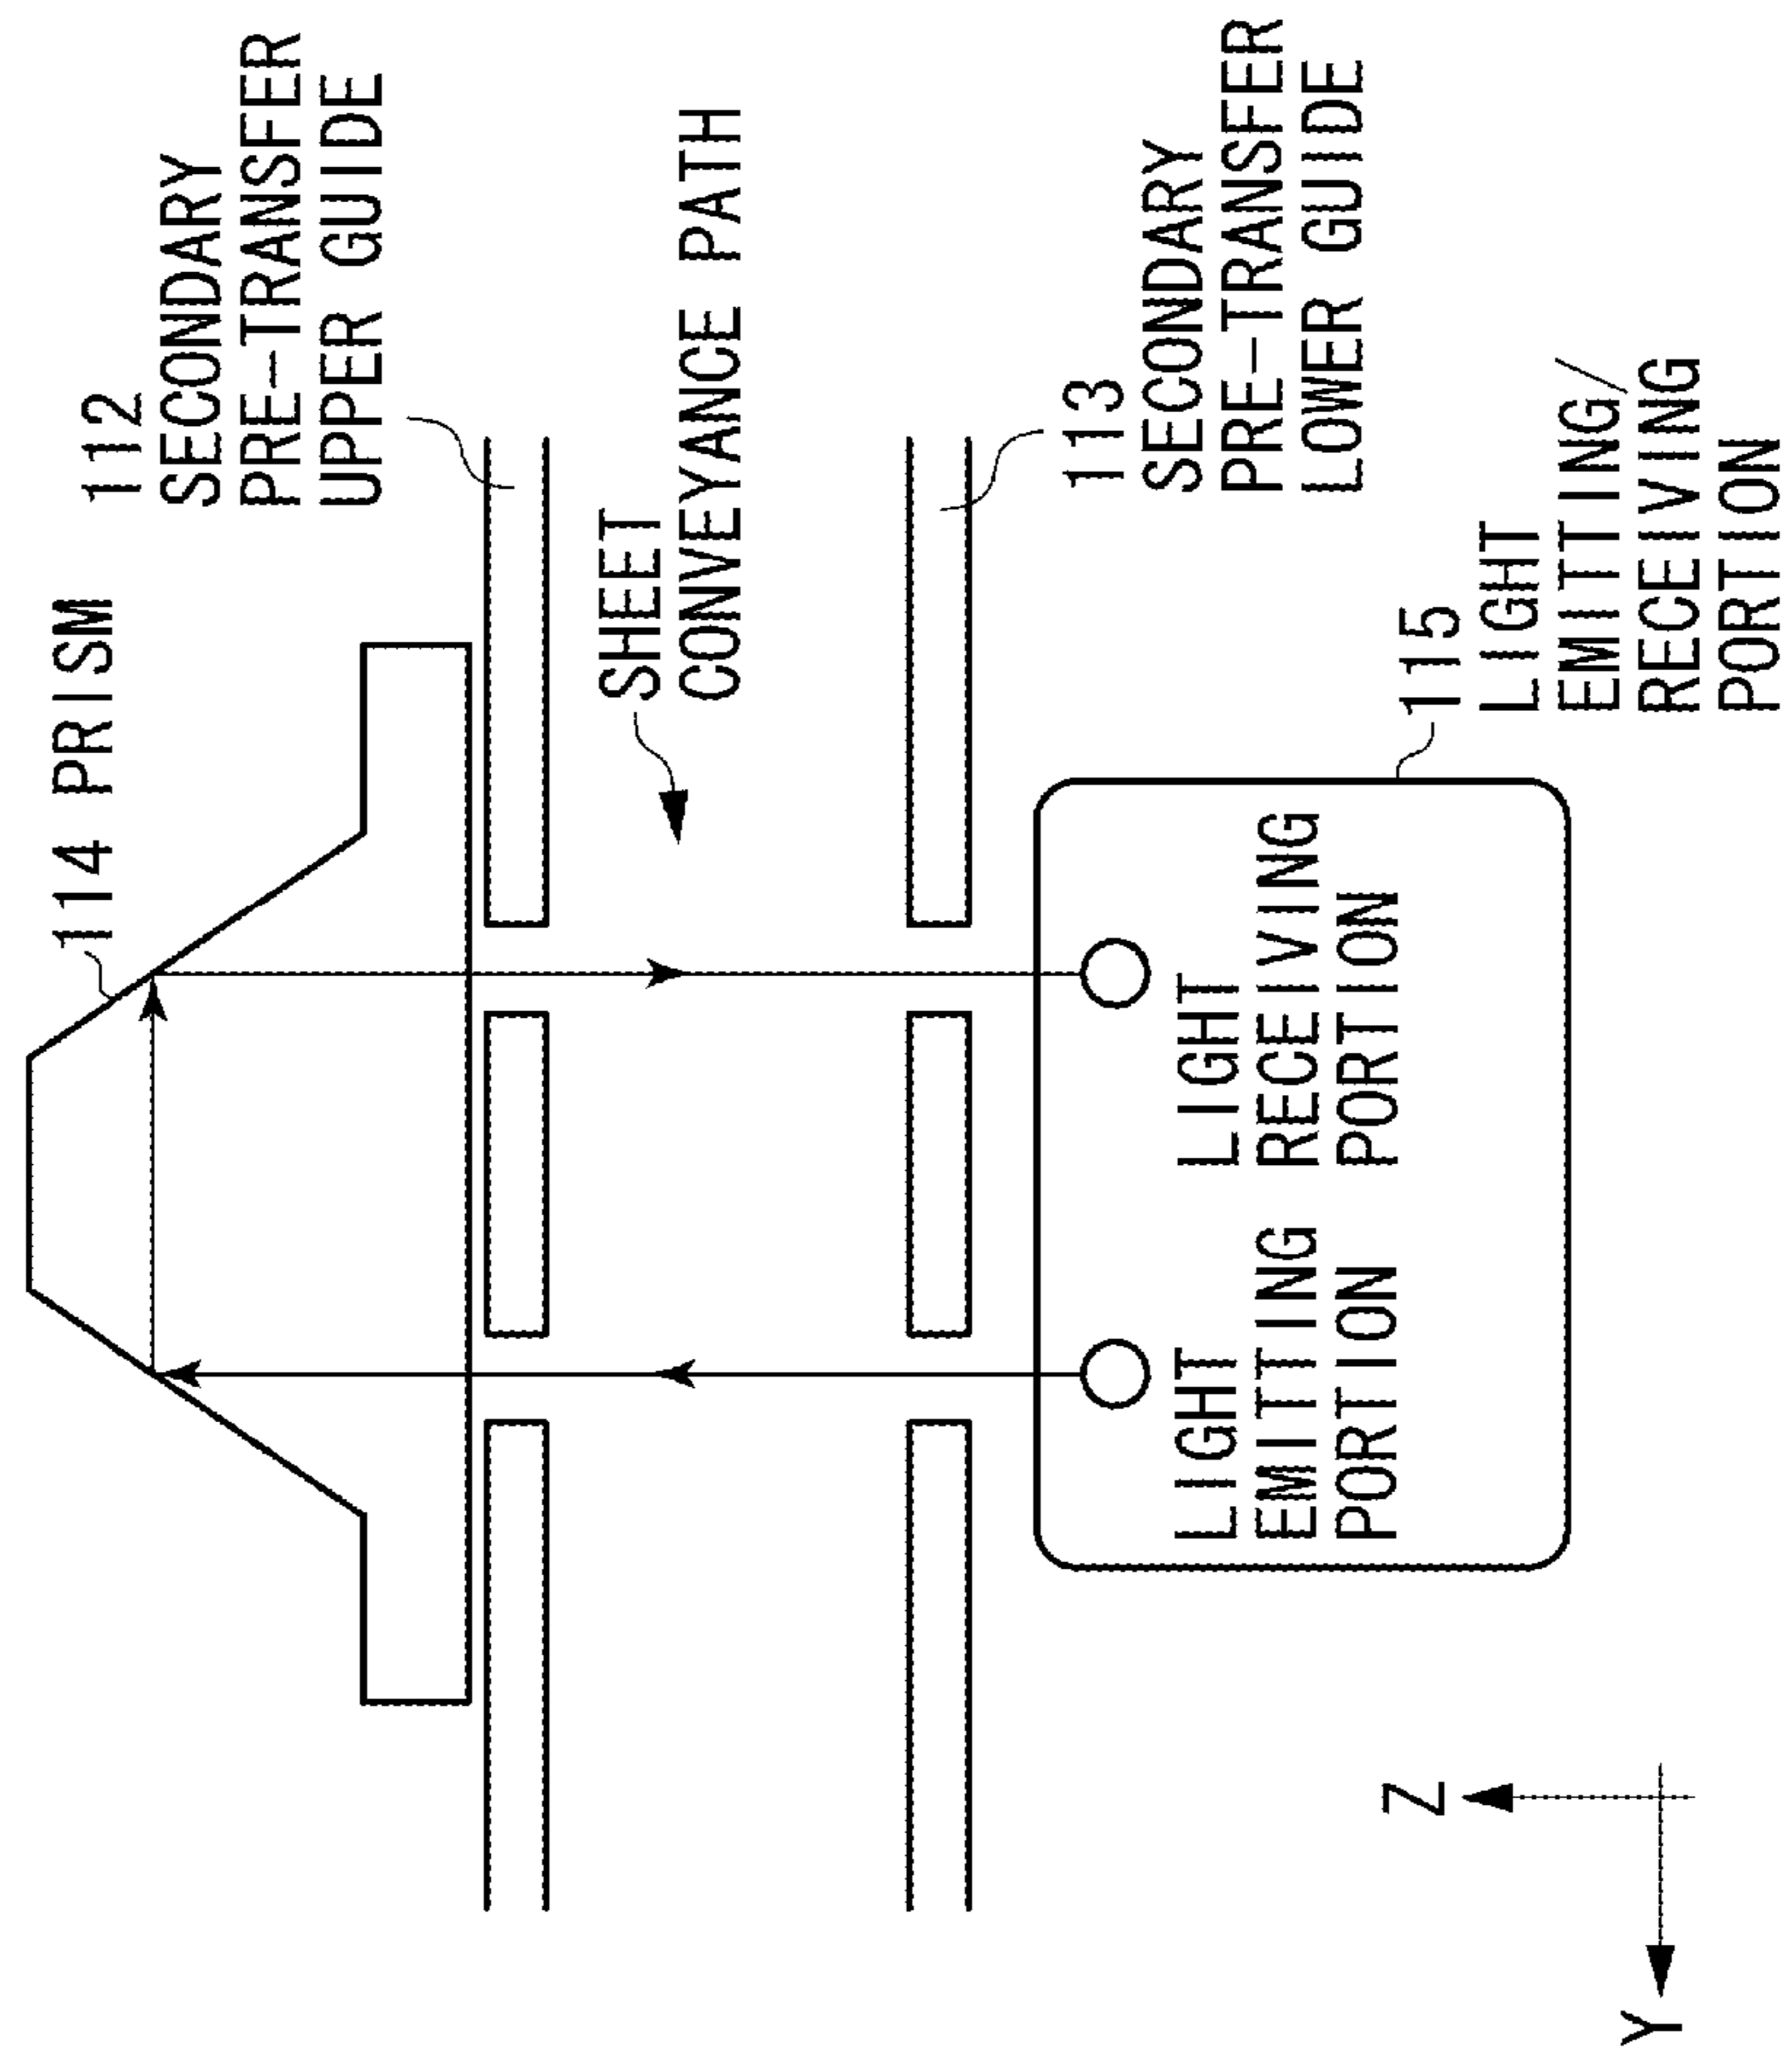 114 PRISM
112
SECONDARY
PRE-TRANSFER
UPPER GUIDE
SHEET
CONVEYANCE PATH
113
SECONDARY
PRE-TRANSFER
LOWER GUIDE
LIGHT
EMITTING
PORTION
LIGHT
RECEIVING
PORTION
115
LIGHT
EMITTING/
RECEIVING
PORTION
Z
Y